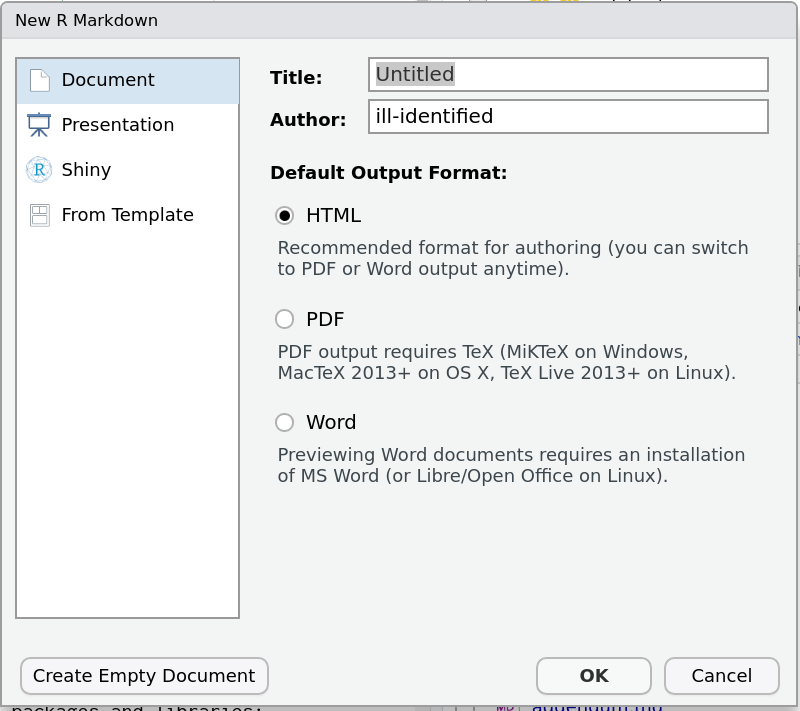 New R Markdown
Document
Presentation
Shiny
From Template
Title: Untitled
Author: ill-identified
Default Output Format:
HTML
Recommended format for authoring (you can switch
to PDF or Word output anytime).
PDF
PDF output requires TeX (MiKTeX on Windows,
MacTeX 2013+ on OS X, TeX Live 2013+ on Linux).
Word
Previewing Word documents requires an installation
of MS Word (or Libre/Open Office on Linux).
Create Empty Document
OK
Cancel
packages and libraries: